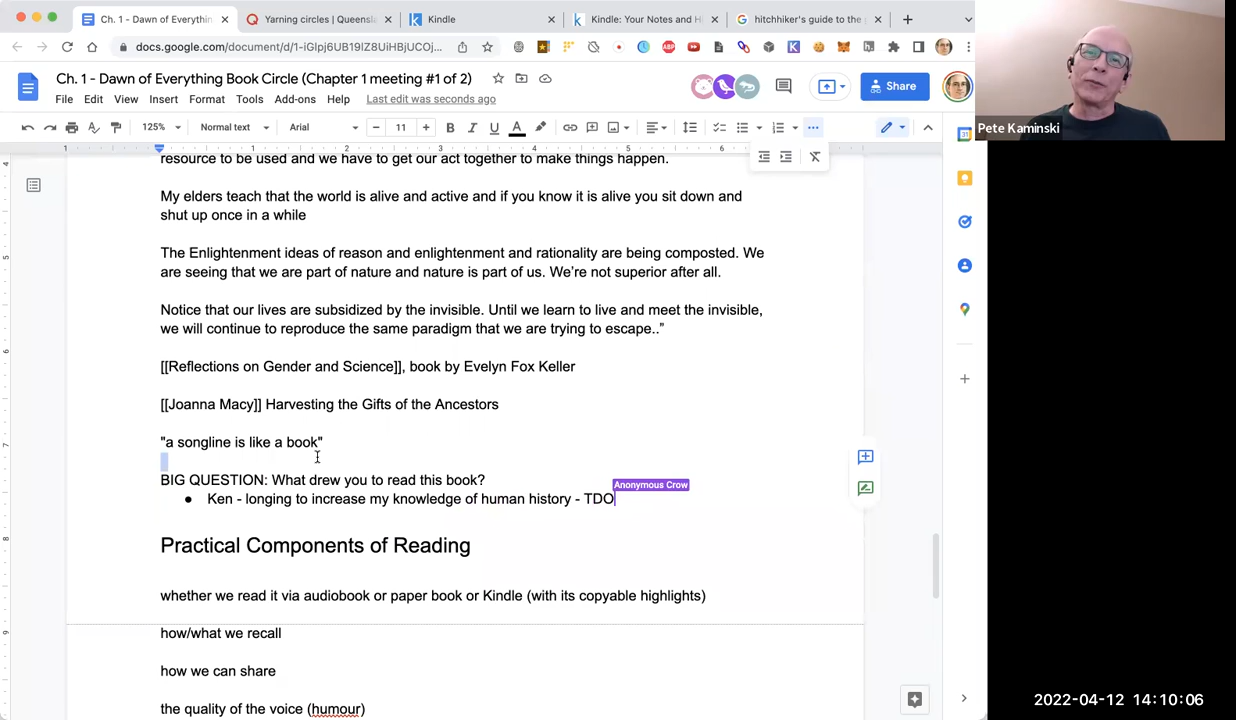 Ch. 1 - Dawn of Everythin
Yarning circles | Queensla
Kindle
Kindle: Your Notes and H
hitchhiker's guide to the
docs.google.com/document/d/1-iGlpj6UB19IZ8UiHBjUCOj...
Ch. 1 - Dawn of Everything Book Circle (Chapter 1 meeting #1 of 2)
File Edit View Insert Format Tools Add-ons Help Last edit was seconds ago
Share
Pete Kaminski
125% Normal text Arial 11
resource to be used and we have to get our act together to make things happen.
My elders teach that the world is alive and active and if you know it is alive you sit down and
shut up once in a while
The Enlightenment ideas of reason and enlightenment and rationality are being composted. We
are seeing that we are part of nature and nature is part of us. We're not superior after all.
Notice that our lives are subsidized by the invisible. Until we learn to live and meet the invisible,
we will continue to reproduce the same paradigm that we are trying to escape.."
[[Reflections on Gender and Science]], book by Evelyn Fox Keller
[[Joanna Macy]] Harvesting the Gifts of the Ancestors
"a songline is like a book"
BIG QUESTION: What drew you to read this book?
Anonymous Crow
● Ken - longing to increase my knowledge of human history - TDO
Practical Components of Reading
whether we read it via audiobook or paper book or Kindle (with its copyable highlights)
how/what we recall
how we can share
the quality of the voice (humour)
2022-04-12 14:10:06